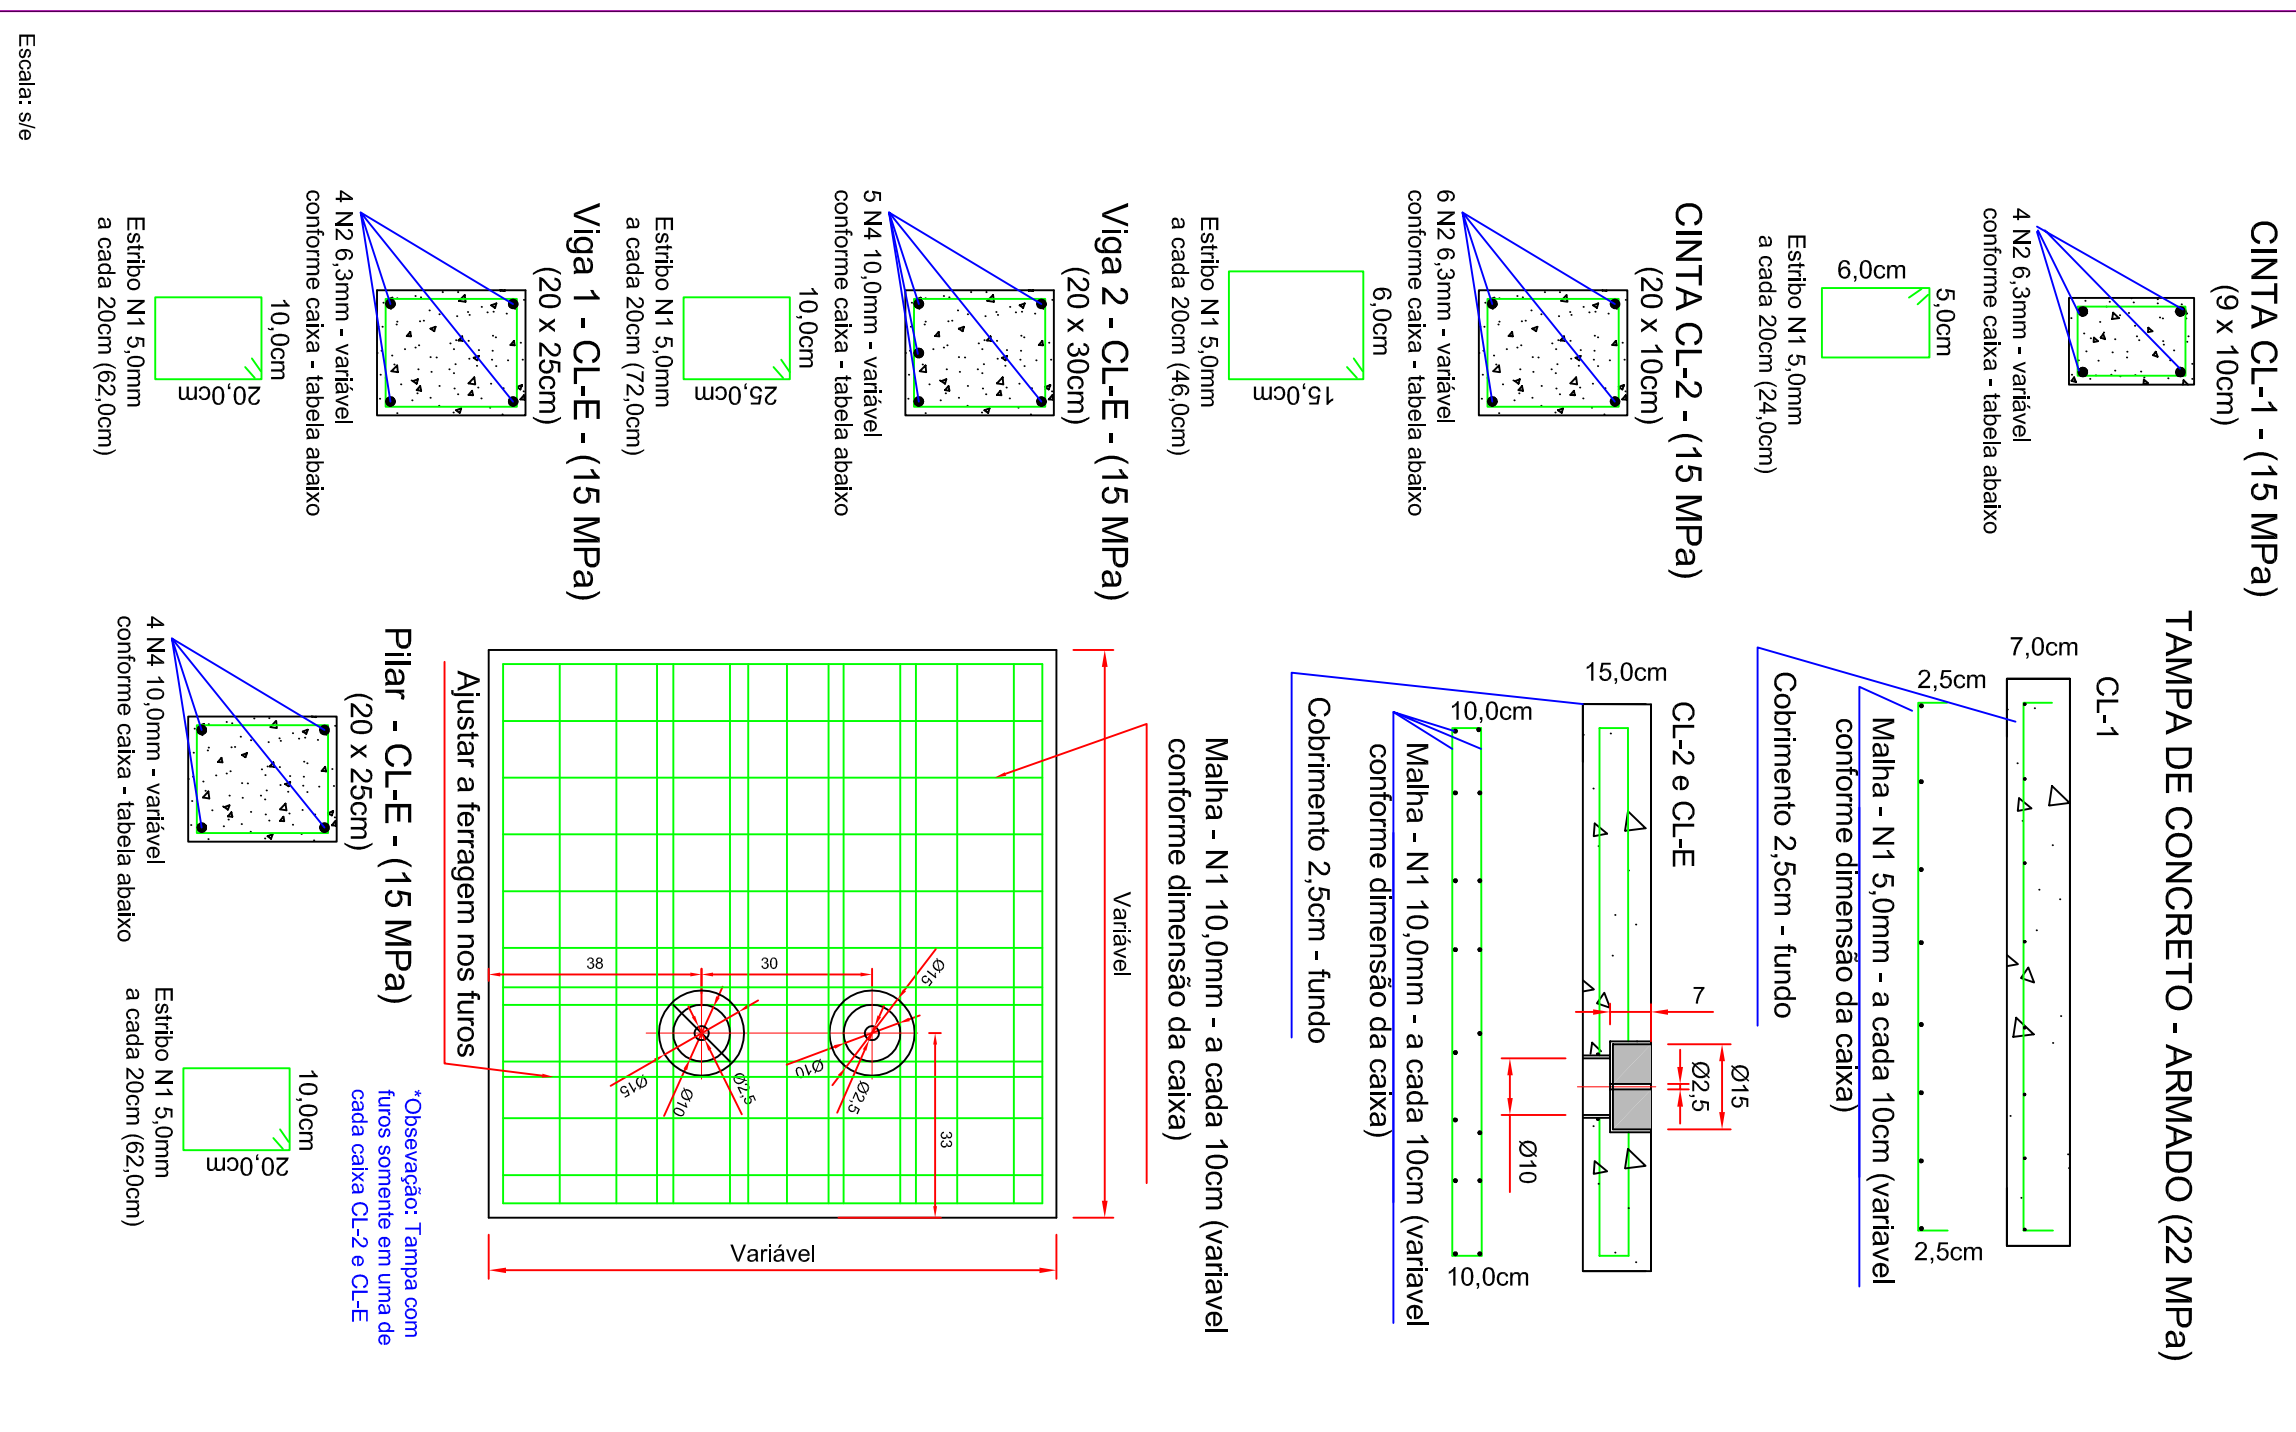 CINTA CL-1 - (15 MPa)
(9 x 10cm)
4 N2 6,3mm - variável
conforme caixa - tabela abaixo
5,0cm
6,0cm
Estribo N1 5,0mm
a cada 20cm (24,0cm)
CINTA CL-2 - (15 MPa)
(20 x 10cm)
6 N2 6,3mm - variável
conforme caixa - tabela abaixo
6,0cm
15,0cm
Estribo N1 5,0mm
a cada 20cm (46,0cm)
Viga 2 - CL-E - (15 MPa)
(20 x 30cm)
5 N4 10,0mm - variável
conforme caixa - tabela abaixo
10,0cm
25,0cm
Estribo N1 5,0mm
a cada 20cm (72,0cm)
Viga 1 - CL-E - (15 MPa)
(20 x 25cm)
4 N2 6,3mm - variável
conforme caixa - tabela abaixo
10,0cm
20,0cm
Estribo N1 5,0mm
a cada 20cm (62,0cm)
TAMPA DE CONCRETO - ARMADO (22 MPa)
CL-1
7,0cm
2,5cm
2,5cm
Malha - N1 5,0mm - a cada 10cm (variavel
conforme dimensão da caixa)
Cobrimento 2,5cm - fundo
CL-2 e CL-E
15,0cm
7
Ø15
Ø2,5
Ø10
10,0cm
10,0cm
Malha - N1 10,0mm - a cada 10cm (variavel
conforme dimensão da caixa)
Cobrimento 2,5cm - fundo
Malha - N1 10,0mm - a cada 10cm (variavel
conforme dimensão da caixa)
Variável
Variável
Ø15
Ø10
Ø2,5
33
30
38
Ø2,5
Ø10
Ø15
Ajustar a ferragem nos furos
*Obsevação: Tampa com
furos somente em uma de
cada caixa CL-2 e CL-E
Pilar - CL-E - (15 MPa)
(20 x 25cm)
4 N4 10,0mm - variável
conforme caixa - tabela abaixo
10,0cm
20,0cm
Estribo N1 5,0mm
a cada 20cm (62,0cm)
Escala: s/e